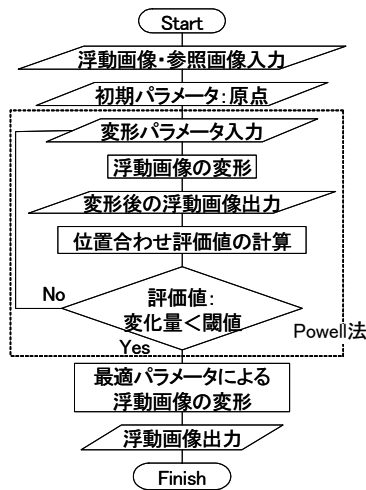 Start
浮動画像・参照画像入力
初期パラメータ：原点
変形パラメータ入力
浮動画像の変形
変形後の浮動画像出力
位置合わせ評価値の計算
No
評価値：
変化量＜閾値
Powell法
Yes
最適パラメータによる
浮動画像の変形
浮動画像出力
Finish